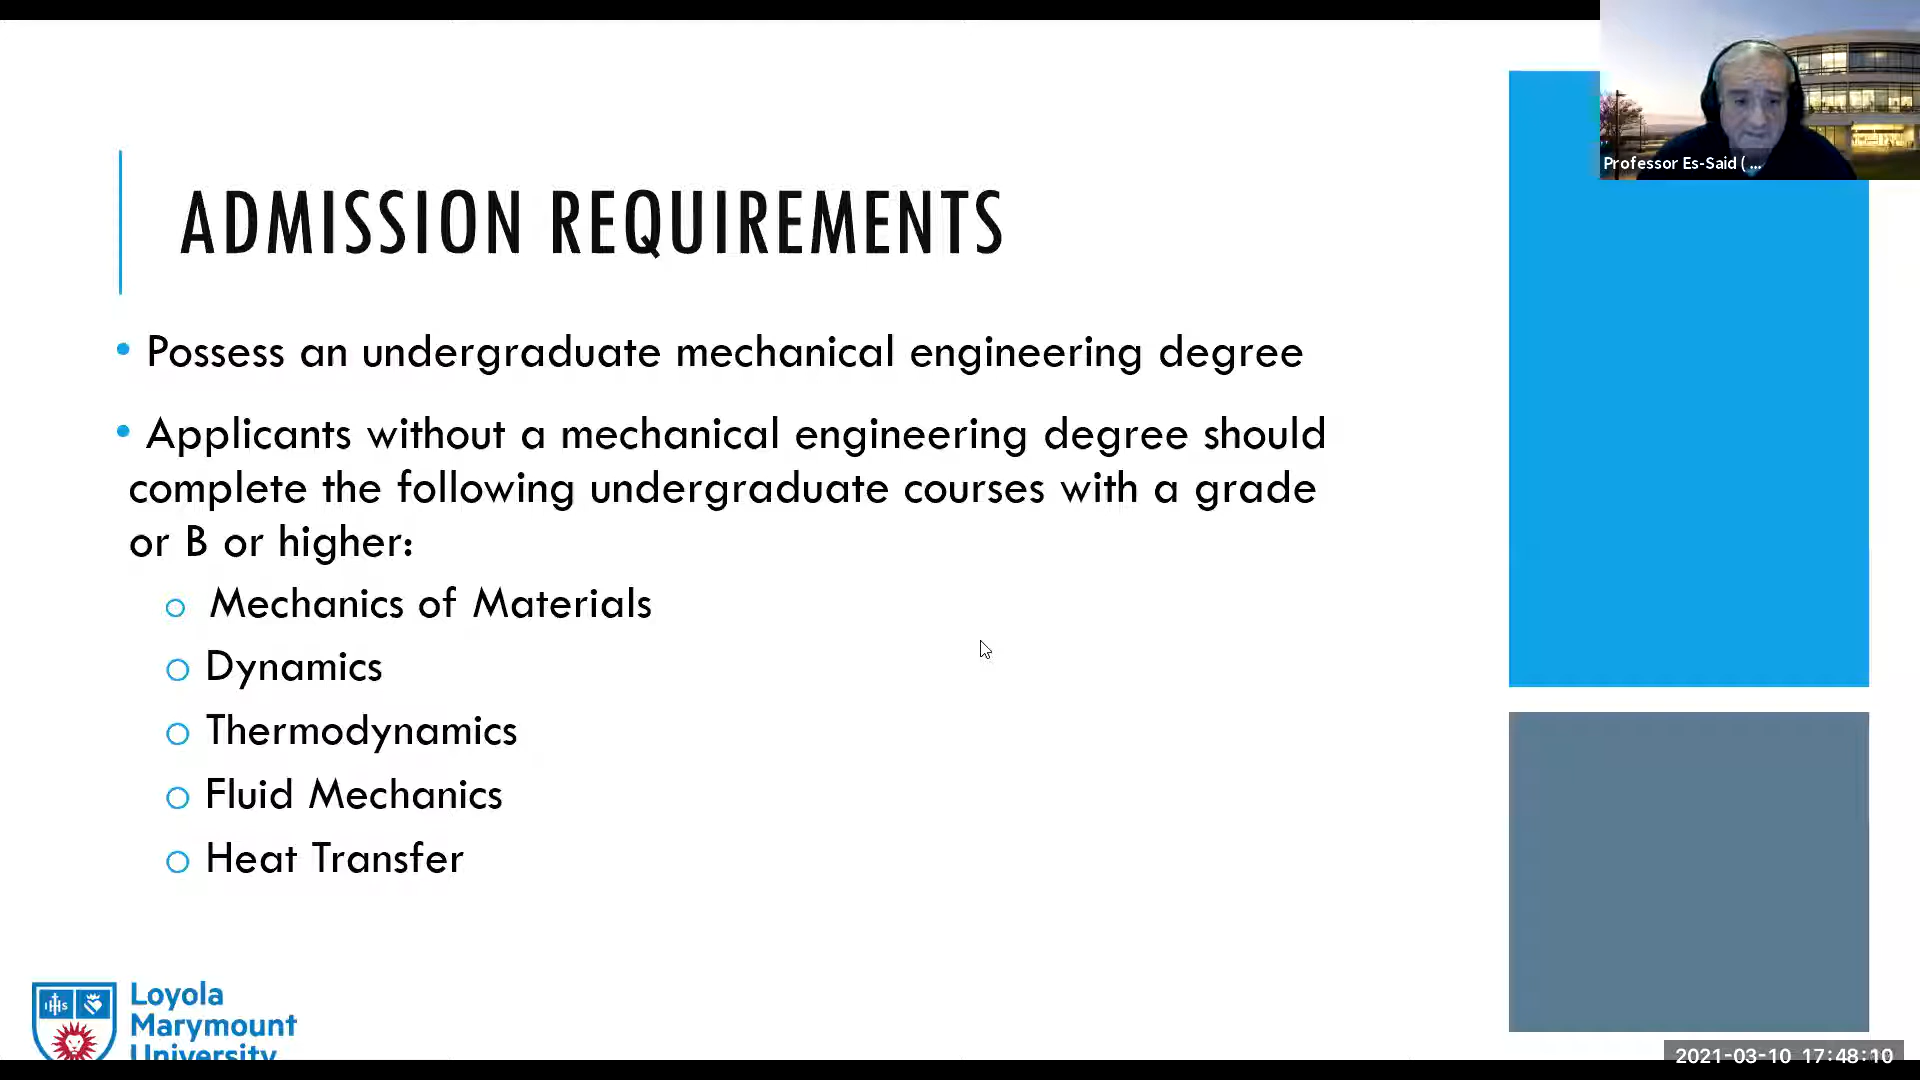 Professor Es-Said ( ...
ADMISSION REQUIREMENTS
• Possess an undergraduate mechanical engineering degree
• Applicants without a mechanical engineering degree should
complete the following undergraduate courses with a grade
or B or higher:
o Mechanics of Materials
o Dynamics
o Thermodynamics
o Fluid Mechanics
o Heat Transfer
IHS
Loyola
Marymount
University
2021-03-10 17:48:10